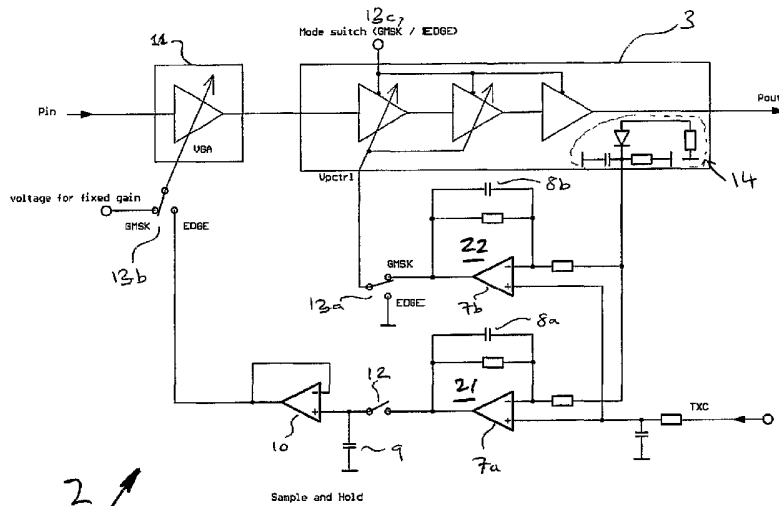 13c
Mode switch (GMSK / EDGE)
3
11
Pin
VGA
Pout
14
Vpctrl
8b
voltage for fixed gain
GMSK
EDGE
13b
22
GMSK
7b
13a
EDGE
8a
12
21
10
9
7a
TXC
2
Sample and Hold